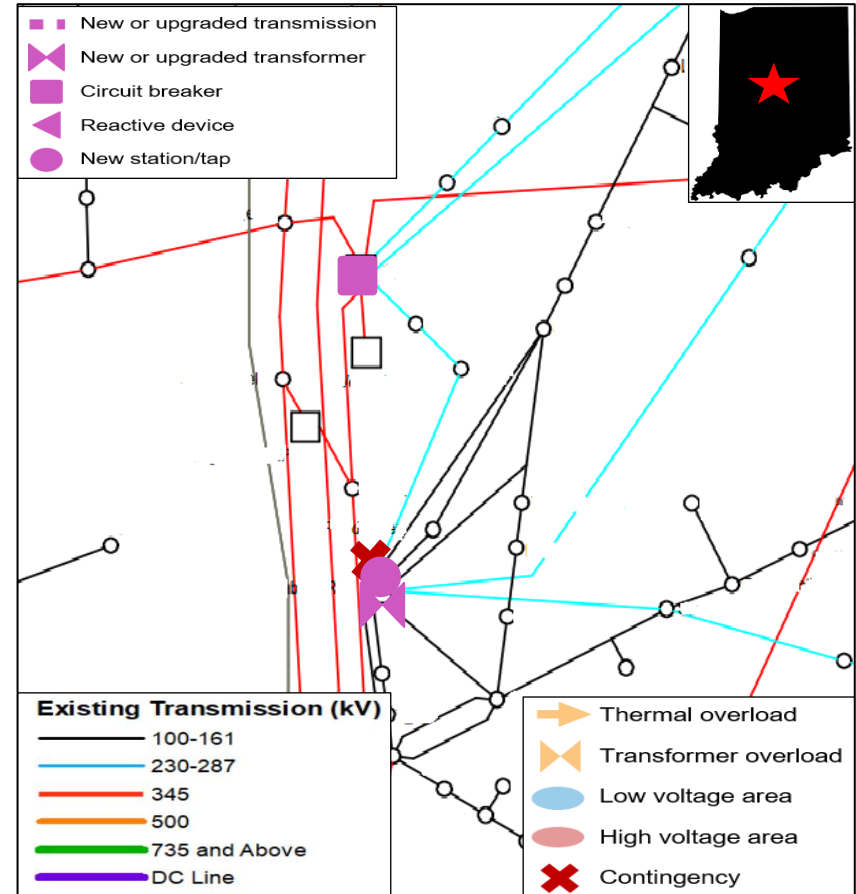 New or upgraded transmission
New or upgraded transformer
Circuit breaker
Reactive device
New station/tap
Existing Transmission (kV)
100-161
230-287
345
500
735 and Above
DC Line
Thermal overload
Transformer overload
Low voltage area
High voltage area
Contingency